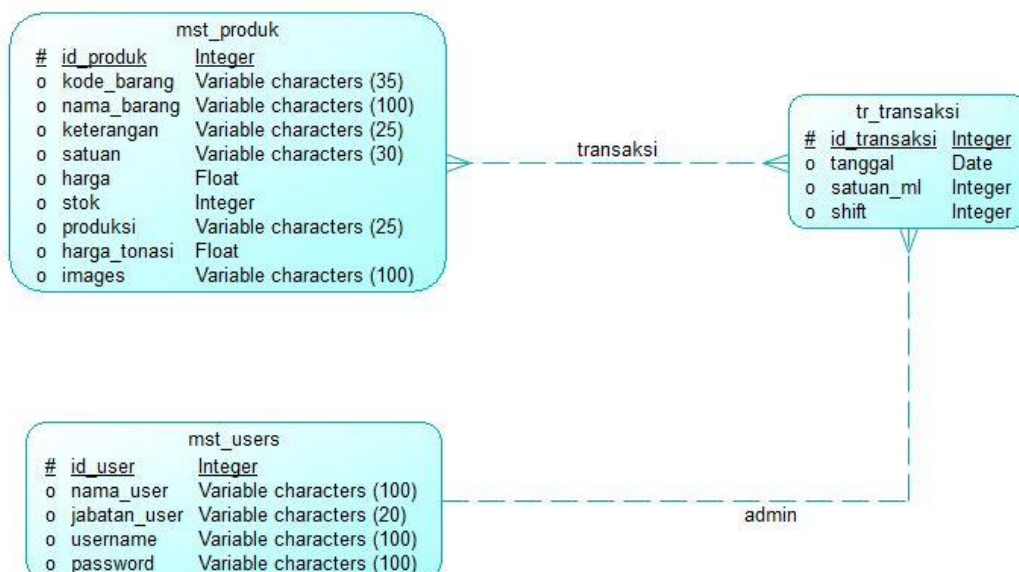 mst_produk
# id_produk Integer
o kode_barang Variable characters (35)
o nama_barang Variable characters (100)
o keterangan Variable characters (25)
o satuan Variable characters (30)
o harga Float
o stok Integer
o produksi Variable characters (25)
o harga_tonasi Float
o images Variable characters (100)
transaksi
tr_transaksi
# id_transaksi Integer
o tanggal Date
o satuan_ml Integer
o shift Integer
mst_users
# id_user Integer
o nama_user Variable characters (100)
o jabatan_user Variable characters (20)
o username Variable characters (100)
o password Variable characters (100)
admin